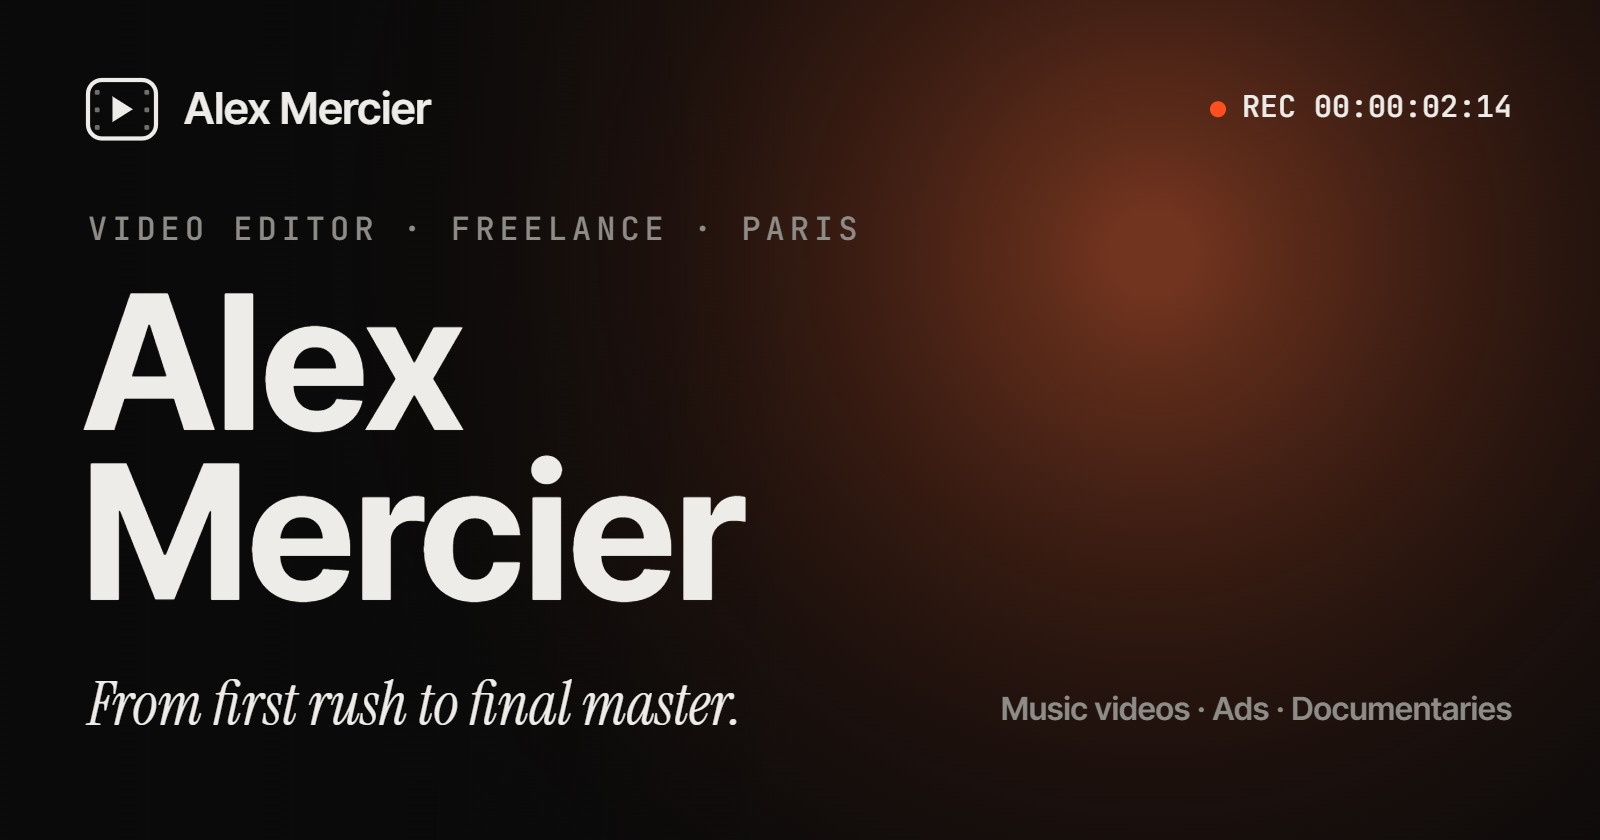 Alex Mercier
REC 00:00:02:14
VIDEO EDITOR · FREELANCE · PARIS
Alex
Mercier
From first rush to final master.
Music videos · Ads · Documentaries